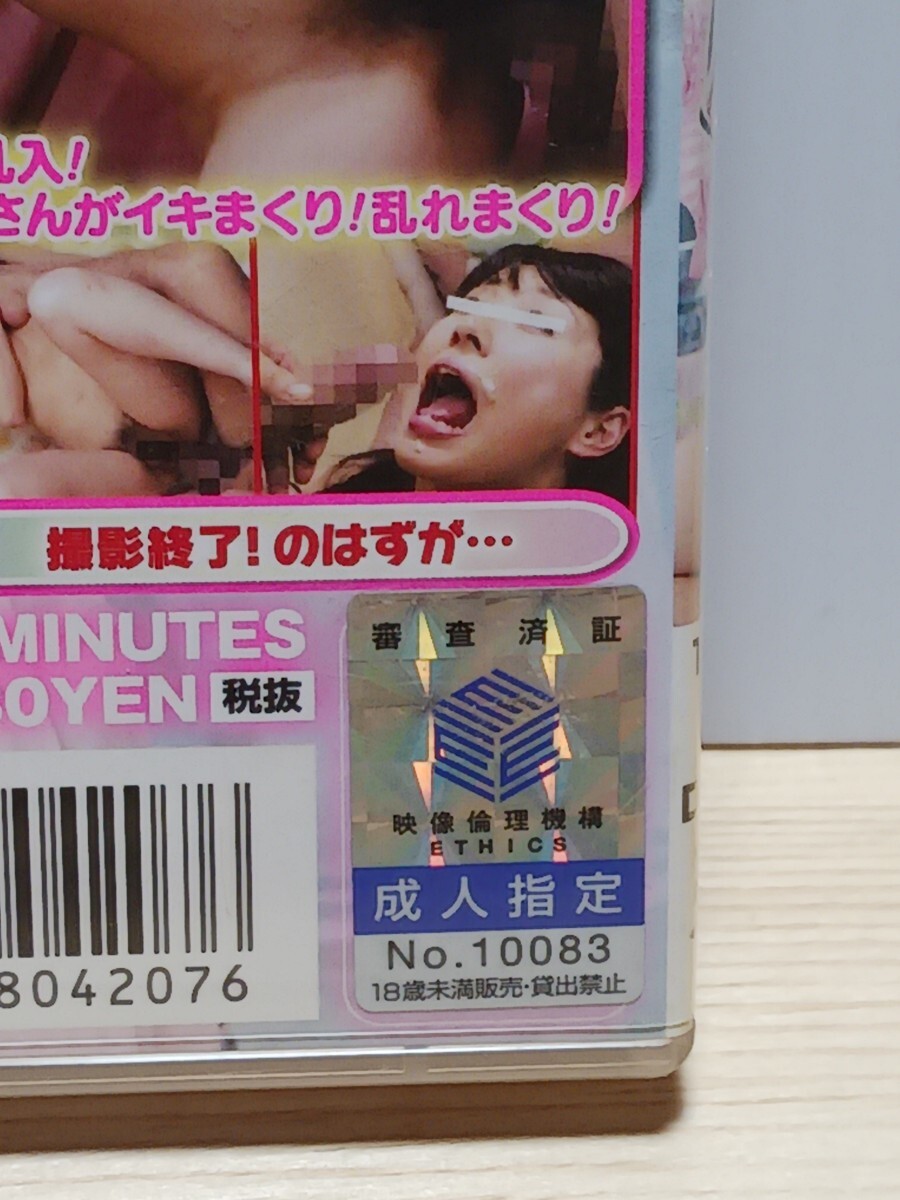 乱入!
さんがイキまくり!乱れまくり!
撮影終了!のはずが…
MINUTES
80YEN 税抜
8042076
審査済証
映像倫理機構
ETHICS
成人指定
No.10083
18歳未満販売・貸出禁止